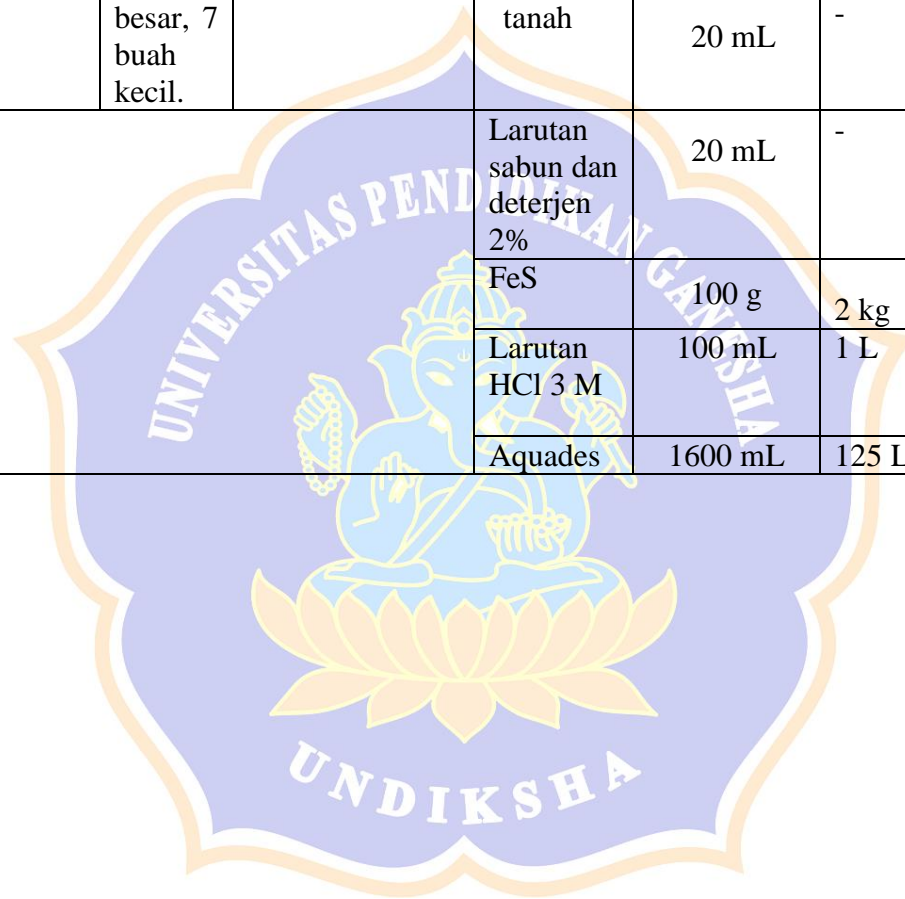 besar, 7
buah
kecil.
tanah
20 mL
-
Larutan
sabun dan
deterjen
2%
20 mL
-
FeS
100 g
2 kg
Larutan
HCl 3 M
100 mL
1 L
Aquades
1600 mL
125 L
UNIVERSITAS PENDIDIKAN GANESHA
UNDIKSHA